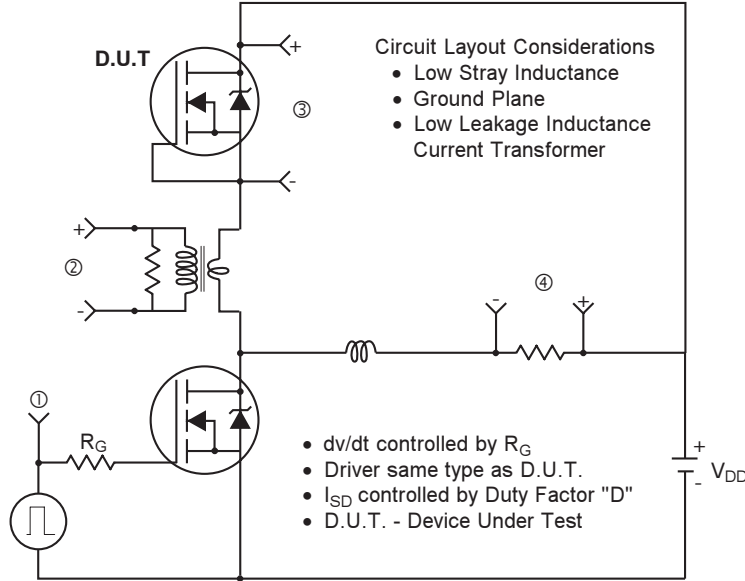 D.U.T
+
Circuit Layout Considerations
• Low Stray Inductance
• Ground Plane
• Low Leakage Inductance
Current Transformer
③
-
+
②
-
④
-
+
①
R_G
• dv/dt controlled by R_G
• Driver same type as D.U.T.
• I_SD controlled by Duty Factor "D"
• D.U.T. - Device Under Test
+
V_DD
-